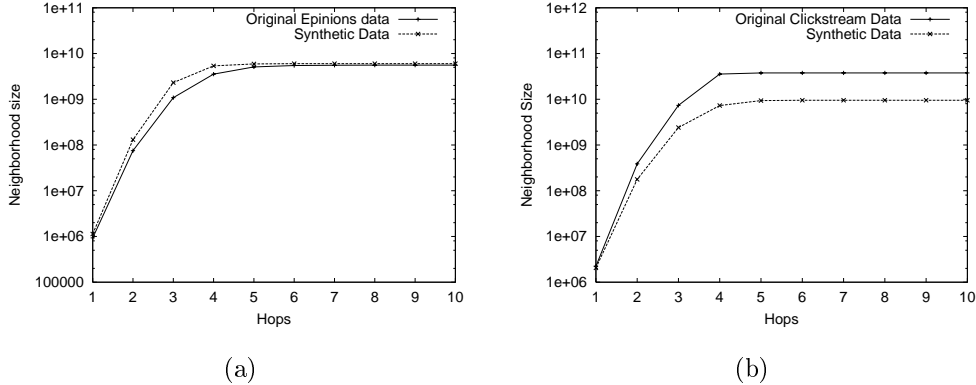 1e+11
1e+10
1e+09
1e+08
1e+07
1e+06
100000
Neighborhood size
Original Epinions data
Synthetic Data
1 2 3 4 5 6 7 8 9 10
Hops
(a)
1e+12
1e+11
1e+10
1e+09
1e+08
1e+07
1e+06
Neighborhood Size
Original Clickstream Data
Synthetic Data
1 2 3 4 5 6 7 8 9 10
Hops
(b)